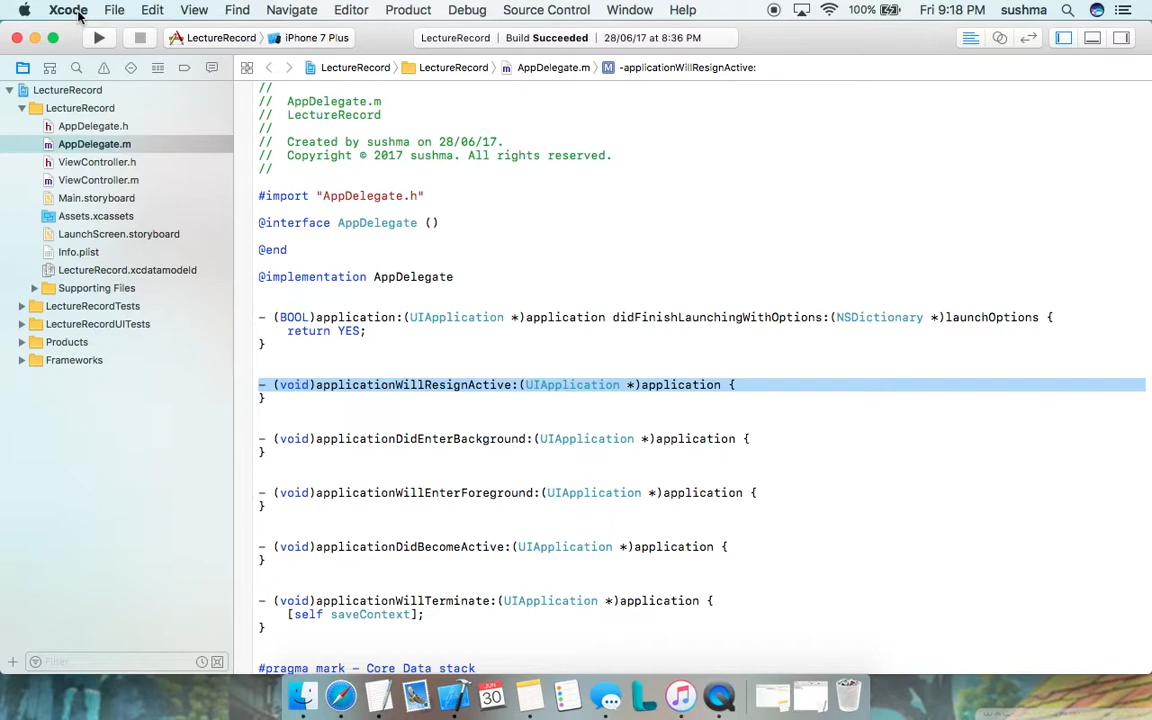 Xcode File Edit View Find Navigate Editor Product Debug Source Control Window Help 100% Fri 9:18 PM sushma
LectureRecord iPhone 7 Plus LectureRecord Build Succeeded 28/06/17 at 8:36 PM
LectureRecord LectureRecord AppDelegate.m M -applicationWillResignActive:
LectureRecord
LectureRecord
h AppDelegate.h
m AppDelegate.m
h ViewController.h
m ViewController.m
Main.storyboard
Assets.xcassets
LaunchScreen.storyboard
Info.plist
LectureRecord.xcdatamodeld
Supporting Files
LectureRecordTests
LectureRecordUITests
Products
Frameworks
Filter
//
// AppDelegate.m
// LectureRecord
//
// Created by sushma on 28/06/17.
// Copyright © 2017 sushma. All rights reserved.
//
#import "AppDelegate.h"
@interface AppDelegate ()
@end
@implementation AppDelegate
- (BOOL)application:(UIApplication *)application didFinishLaunchingWithOptions:(NSDictionary *)launchOptions {
return YES;
}
- (void)applicationWillResignActive:(UIApplication *)application {
}
- (void)applicationDidEnterBackground:(UIApplication *)application {
}
- (void)applicationWillEnterForeground:(UIApplication *)application {
}
- (void)applicationDidBecomeActive:(UIApplication *)application {
}
- (void)applicationWillTerminate:(UIApplication *)application {
[self saveContext];
}
#pragma mark - Core Data stack
JUN
30